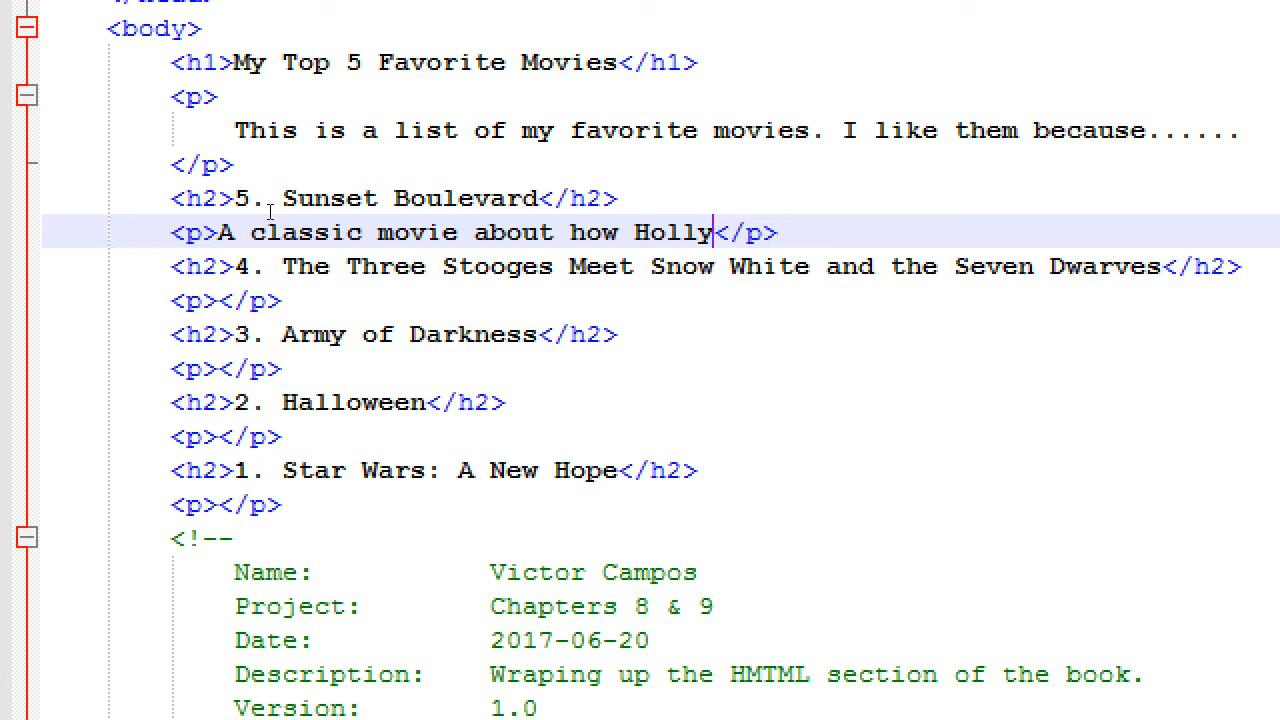 <body>
<h1>My Top 5 Favorite Movies</h1>
<p>
This is a list of my favorite movies. I like them because......
</p>
<h2>5. Sunset Boulevard</h2>
<p>A classic movie about how Holly</p>
<h2>4. The Three Stooges Meet Snow White and the Seven Dwarves</h2>
<p></p>
<h2>3. Army of Darkness</h2>
<p></p>
<h2>2. Halloween</h2>
<p></p>
<h2>1. Star Wars: A New Hope</h2>
<p></p>
<!--
Name: Victor Campos
Project: Chapters 8 & 9
Date: 2017-06-20
Description: Wraping up the HMTML section of the book.
Version: 1.0